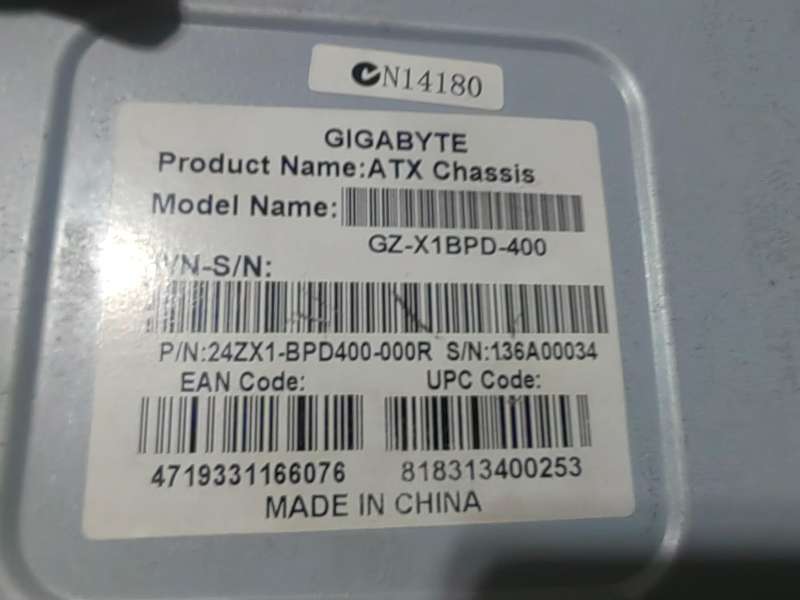 N14180
GIGABYTE
Product Name:ATX Chassis
Model Name:
GZ-X1BPD-400
/N-S/N:
P/N:24ZX1-BPD400-000R S/N:136A00034
EAN Code: UPC Code:
4719331166076 818313400253
MADE IN CHINA